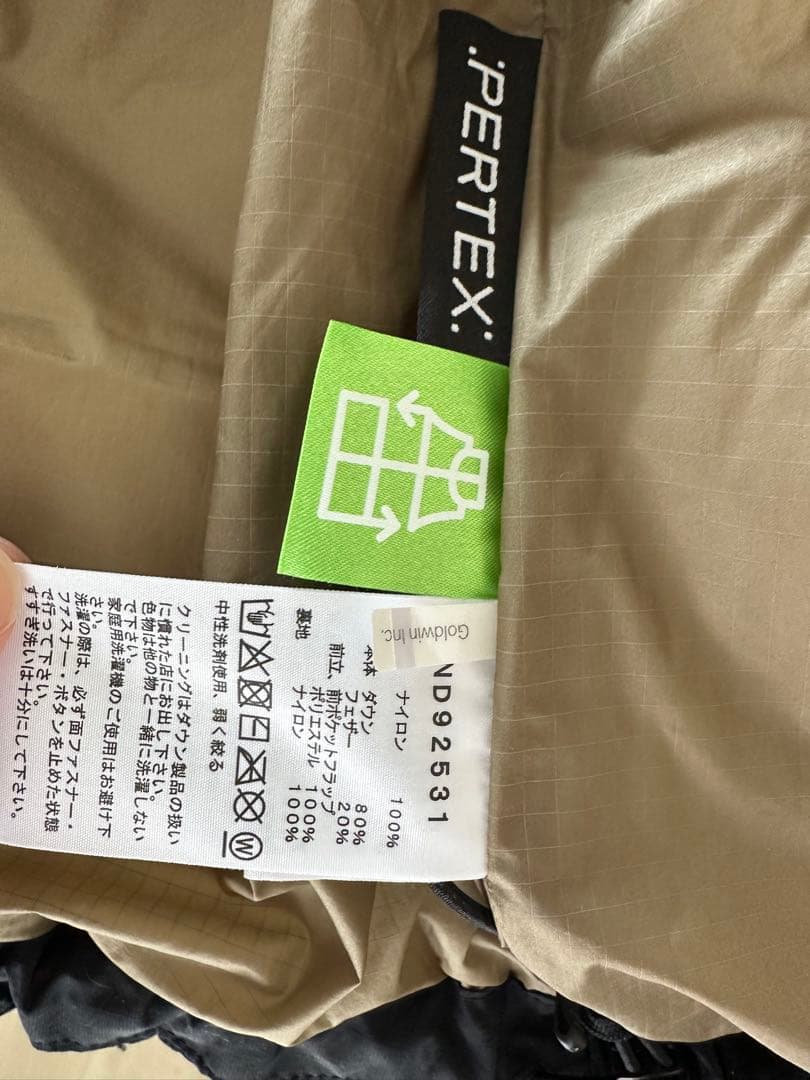 PERTEX
Goldwin Inc.
ND92531
ナイロン 100%
本体 ダウン 80%
フェザー 20%
前立、前ポケットフラップ
ポリエステル 100%
裏地 ナイロン 100%
中性洗剤使用、弱く絞る
W
クリーニングはダウン製品の扱い
に慣れた店にお出し下さい。
色物は他の物と一緒に洗濯しない
で下さい。
家庭用洗濯機のご使用はお避け下
さい。
洗濯の際は、必ず面ファスナー・
ファスナー・ボタンを止めた状態
で行って下さい。
すすぎ洗いは十分にして下さい。